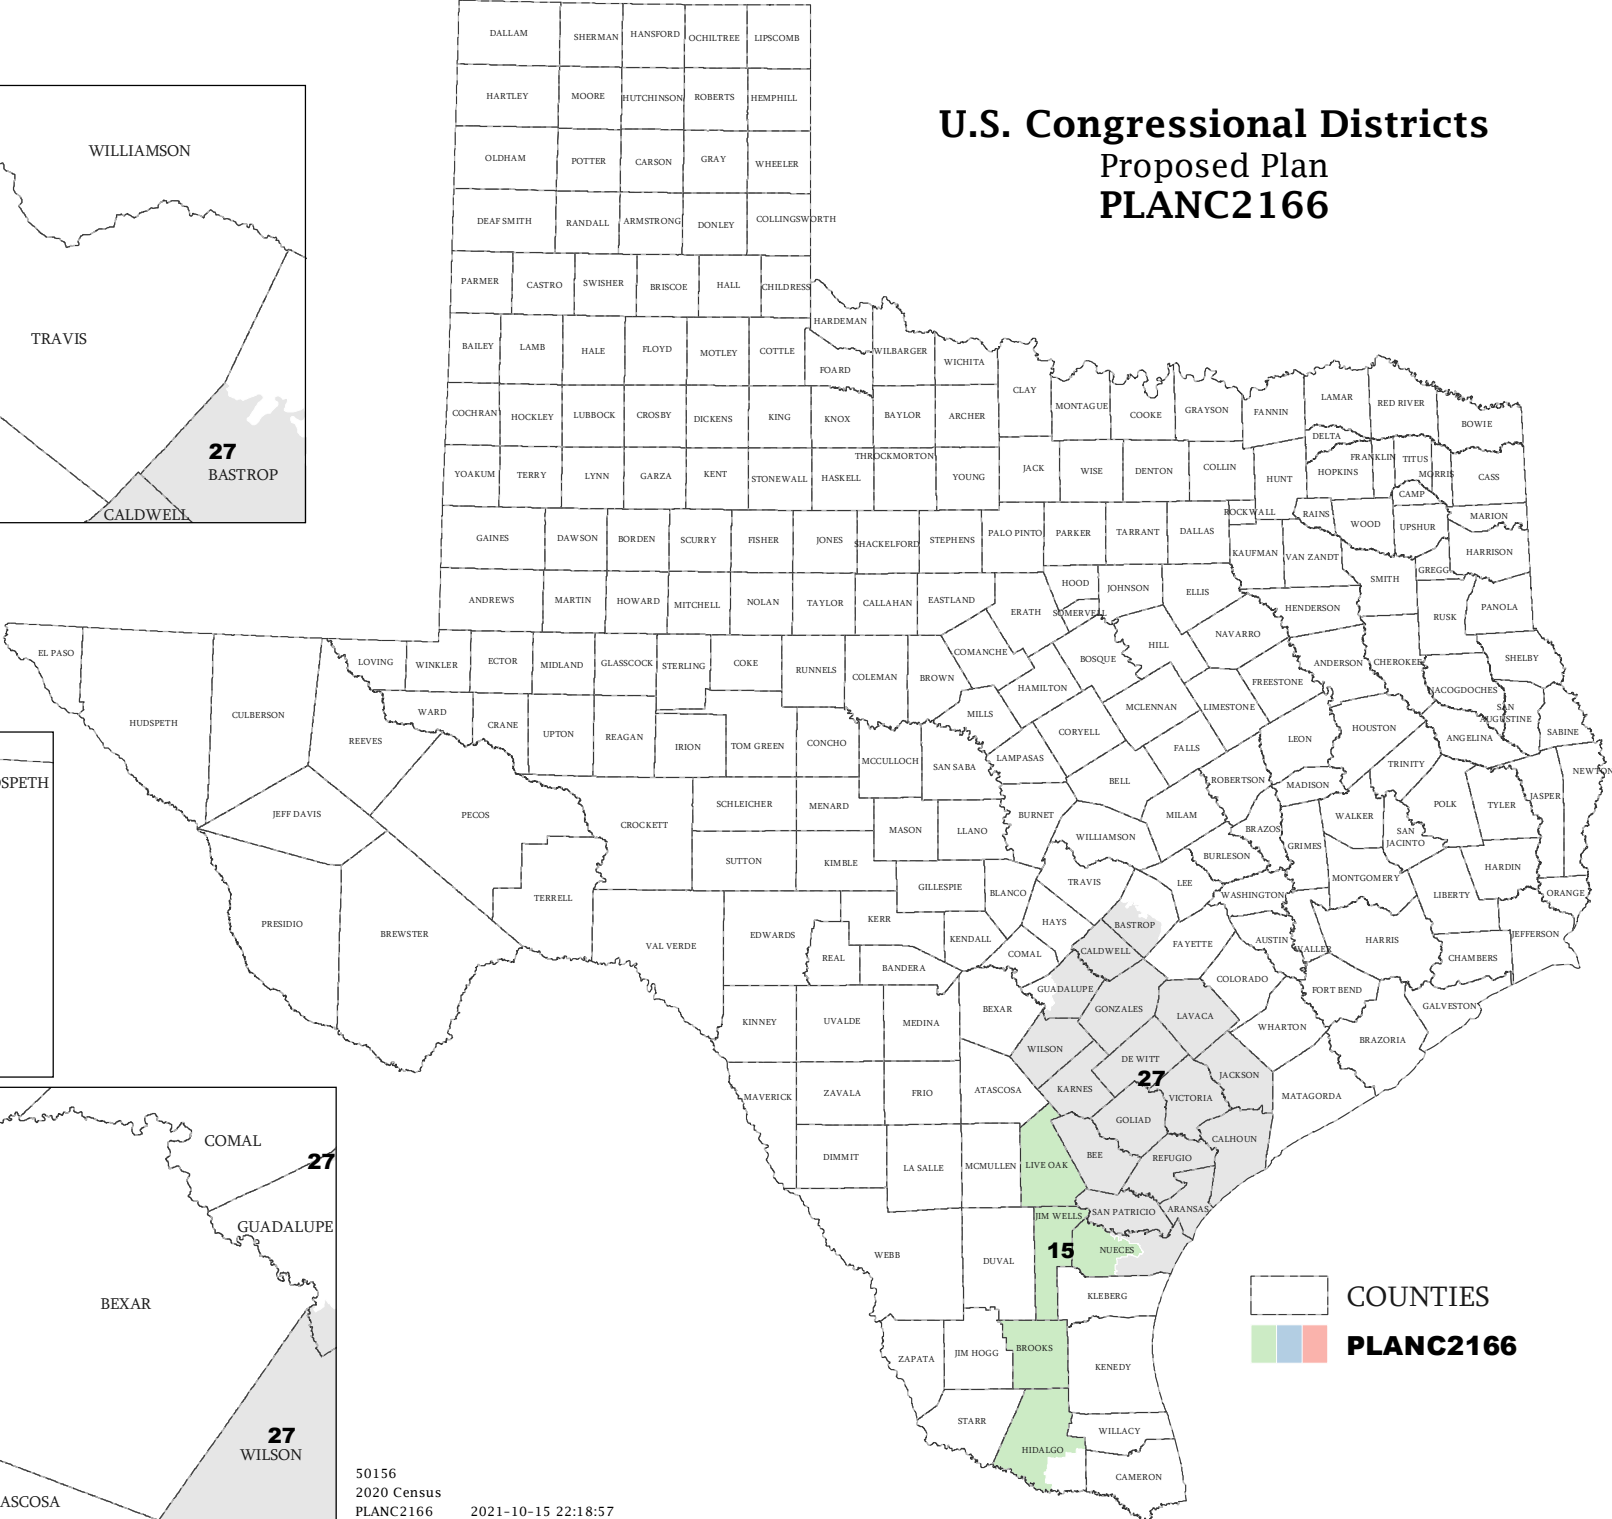 U.S. Congressional Districts
Proposed Plan
PLANC2166
WILLIAMSON
TRAVIS
27
BASTROP
CALDWELL
SPETH
COMAL
27
GUADALUPE
BEXAR
27
WILSON
ASCOSA
DALLAM SHERMAN HANSFORD OCHILTREE LIPSCOMB
HARTLEY MOORE HUTCHINSON ROBERTS HEMPHILL
OLDHAM POTTER CARSON GRAY WHEELER
DEAF SMITH RANDALL ARMSTRONG DONLEY COLLINGSWORTH
PARMER CASTRO SWISHER BRISCOE HALL CHILDRESS
HARDEMAN
BAILEY LAMB HALE FLOYD MOTLEY COTTLE FOARD WILBARGER WICHITA
CLAY MONTAGUE COOKE GRAYSON FANNIN LAMAR RED RIVER BOWIE
COCHRAN HOCKLEY LUBBOCK CROSBY DICKENS KING KNOX BAYLOR ARCHER
DELTA
THROCKMORTON FRANKLIN TITUS
YOAKUM TERRY LYNN GARZA KENT STONEWALL HASKELL YOUNG JACK WISE DENTON COLLIN HUNT HOPKINS MORRIS CASS
CAMP
ROCKWALL RAINS WOOD UPSHUR MARION
GAINES DAWSON BORDEN SCURRY FISHER JONES SHACKELFORD STEPHENS PALO PINTO PARKER TARRANT DALLAS
KAUFMAN VAN ZANDT SMITH GREGG HARRISON
ANDREWS MARTIN HOWARD MITCHELL NOLAN TAYLOR CALLAHAN EASTLAND ERATH HOOD SOMERVELL JOHNSON ELLIS HENDERSON RUSK PANOLA
EL PASO LOVING WINKLER ECTOR MIDLAND GLASSCOCK STERLING COKE RUNNELS COLEMAN BROWN COMANCHE BOSQUE HILL NAVARRO ANDERSON CHEROKEE SHELBY
HUDSPETH CULBERSON WARD HAMILTON FREESTONE NACOGDOCHES
REEVES CRANE UPTON REAGAN IRION TOM GREEN CONCHO MILLS CORYELL MCLENNAN LIMESTONE LEON HOUSTON ANGELINA
SAN
AUGUSTINE
SABINE
MCCULLOCH SAN SABA LAMPASAS FALLS BELL ROBERTSON MADISON TRINITY NEWTON
JEFF DAVIS PECOS CROCKETT SCHLEICHER MENARD MASON LLANO BURNET WILLIAMSON MILAM BRAZOS WALKER POLK TYLER JASPER
SAN
JACINTO
SUTTON KIMBLE BURLESON GRIMES HARDIN
TERRELL GILLESPIE BLANCO TRAVIS LEE WASHINGTON MONTGOMERY LIBERTY ORANGE
PRESIDIO BREWSTER VAL VERDE EDWARDS KERR KENDALL HAYS BASTROP FAYETTE AUSTIN WALLER HARRIS JEFFERSON
REAL BANDERA COMAL CALDWELL COLORADO CHAMBERS
KINNEY UVALDE MEDINA BEXAR GUADALUPE GONZALES LAVACA FORT BEND GALVESTON
WILSON WHARTON BRAZORIA
DE WITT
27
JACKSON
MAVERICK ZAVALA FRIO ATASCOSA KARNES VICTORIA MATAGORDA
GOLIAD CALHOUN
DIMMIT LA SALLE MCMULLEN LIVE OAK BEE REFUGIO
JIM WELLS SAN PATRICIO ARANSAS
WEBB DUVAL 15 NUECES
KLEBERG
ZAPATA JIM HOGG BROOKS KENEDY
STARR HIDALGO WILLACY
CAMERON
COUNTIES
PLANC2166
50156
2020 Census
PLANC2166 2021-10-15 22:18:57